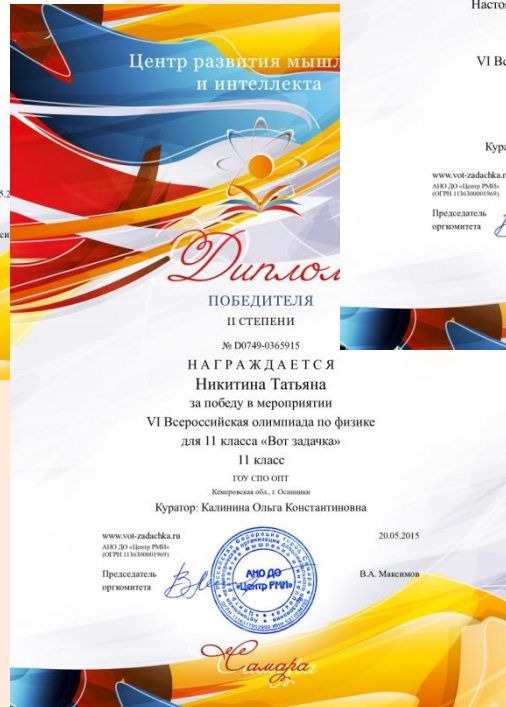 Центр развития мышл
и интеллекта
Диплом
ПОБЕДИТЕЛЯ
II СТЕПЕНИ
№ D0749-0365915
НАГРАЖДАЕТСЯ
Никитина Татьяна
за победу в мероприятии
VI Всероссийская олимпиада по физике
для 11 класса «Вот задачка»
11 класс
ГОУ СПО ОПТ
Кемеровская обл., г. Осинники
Куратор: Калинина Ольга Константиновна
www.vot-zadachka.ru
20.05.2015
АНО ДО «Центр РМИ»
(ОГРН 1136300001969)
Председатель
оргкомитета
В.А. Максимов
АНО ДО
«Центр РМИ»
Самара
Насто
VI Вс
Кура
www.vot-zadachka.r
АНО ДО «Центр РМИ»
(ОГРН 1136300001969)
Председатель
оргкомитета